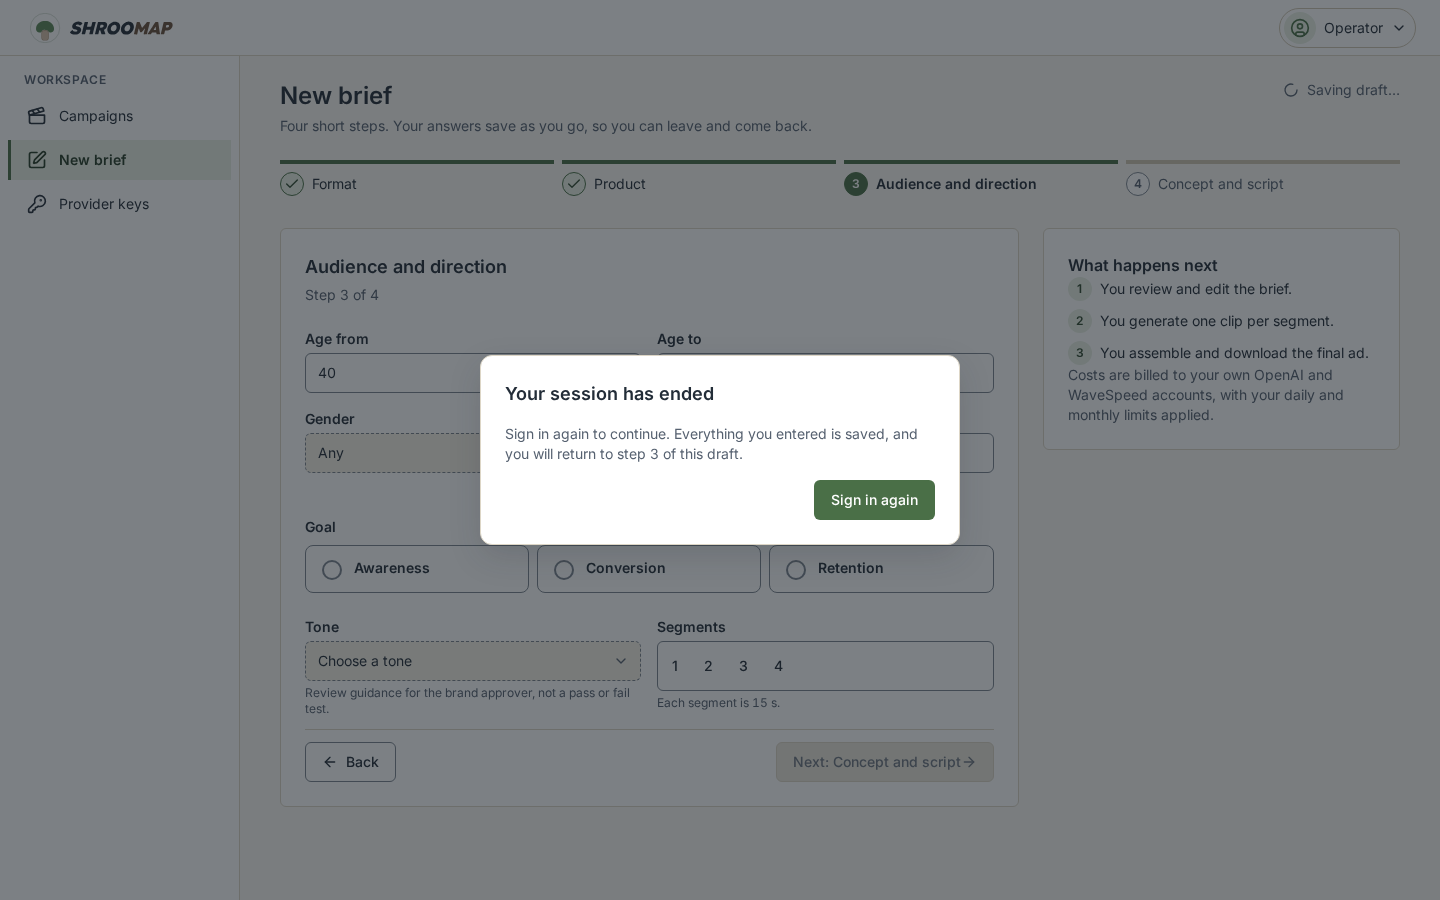 SHROOMAP
Operator
WORKSPACE
Campaigns
New brief
Provider keys
New brief
Saving draft...
Four short steps. Your answers save as you go, so you can leave and come back.
Format
Product
3 Audience and direction
4 Concept and script
Audience and direction
Step 3 of 4
Age from
Age to
40
Gender
Any
Your session has ended
Sign in again to continue. Everything you entered is saved, and
you will return to step 3 of this draft.
Sign in again
Goal
Awareness
Conversion
Retention
Tone
Segments
Choose a tone
1 2 3 4
Review guidance for the brand approver, not a pass or fail
test.
Each segment is 15 s.
Back
Next: Concept and script
What happens next
1 You review and edit the brief.
2 You generate one clip per segment.
3 You assemble and download the final ad.
Costs are billed to your own OpenAI and
WaveSpeed accounts, with your daily and
monthly limits applied.